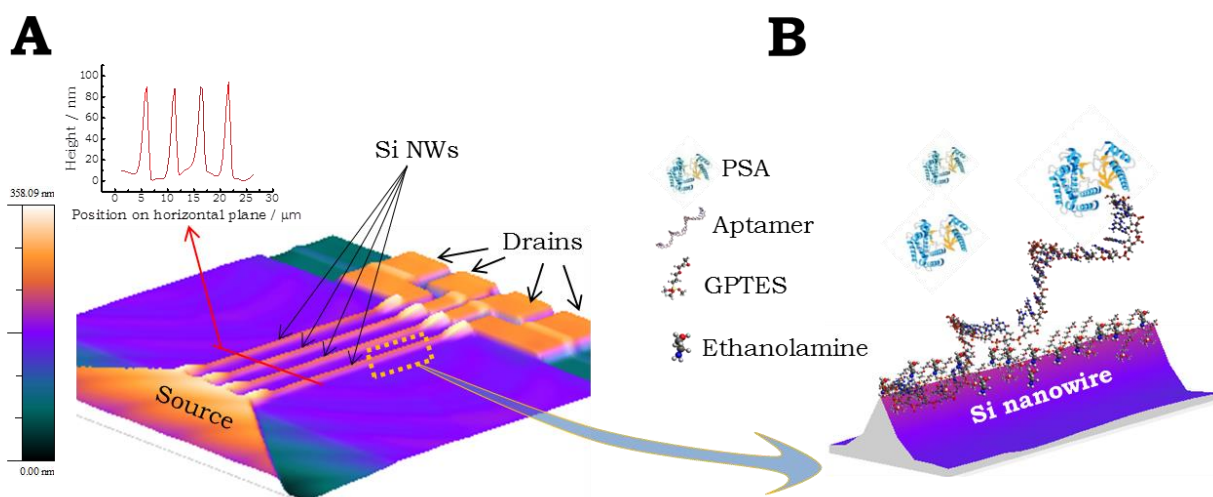 A
B
Height / nm
100
80
60
40
20
0
0 5 10 15 20 25 30
Position on horizontal plane / μm
358.09 nm
0.00 nm
Si NWs
Drains
Source
PSA
Aptamer
GPTES
Ethanolamine
Si nanowire